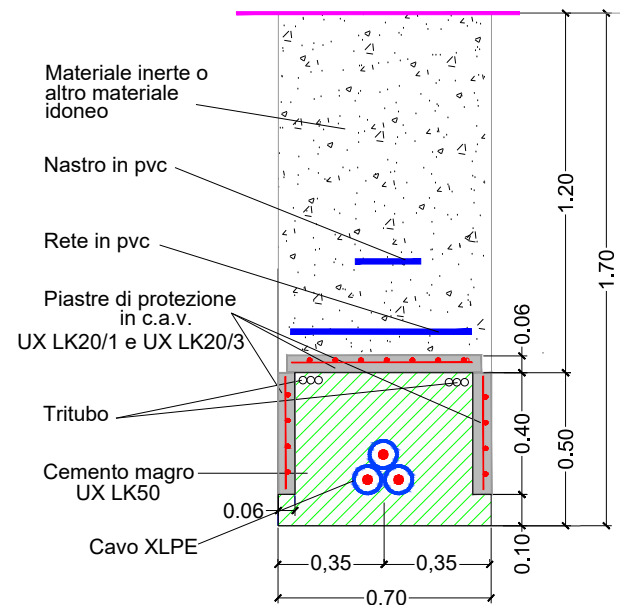 Materiale inerte o
altro materiale
idoneo
Nastro in pvc
Rete in pvc
Piastre di protezione
in c.a.v.
UX LK20/1 e UX LK20/3
Tritubo
Cemento magro
UX LK50
0.06
Cavo XLPE
0,35
0,35
0.70
1.20
1.70
0.06
0.40
0.50
0.10